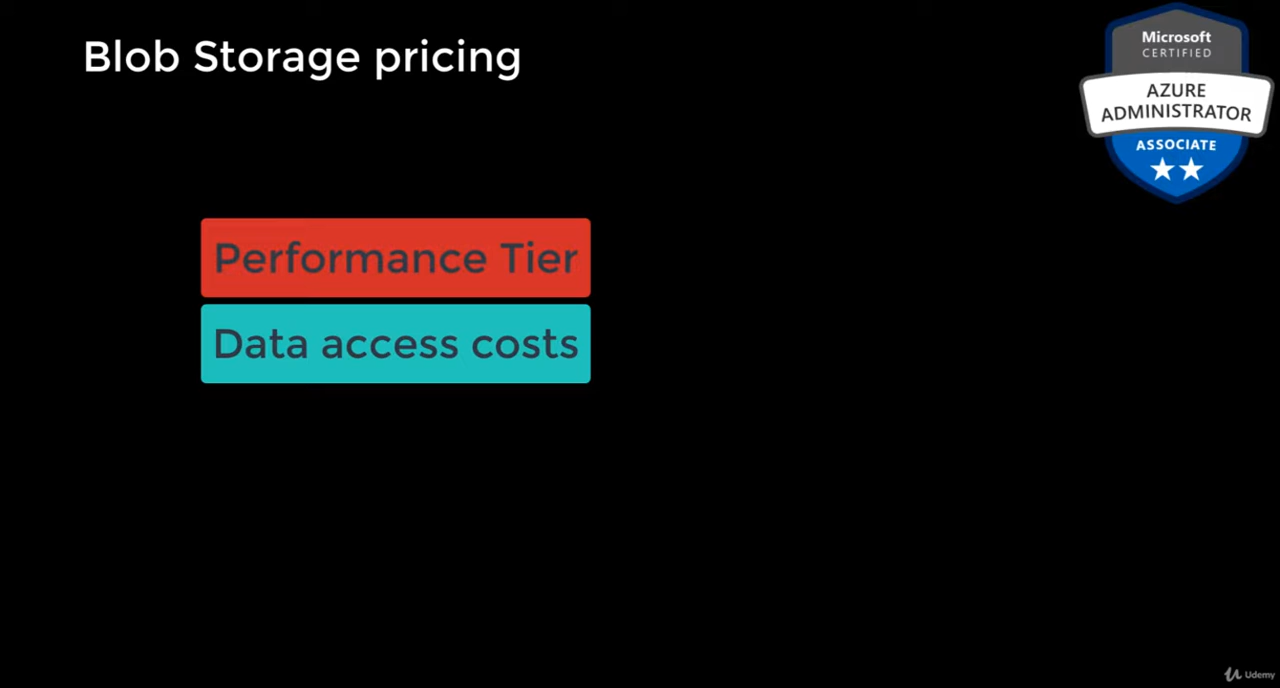 Blob Storage pricing
Microsoft
CERTIFIED
AZURE
ADMINISTRATOR
ASSOCIATE
Performance Tier
Data access costs
Udemy